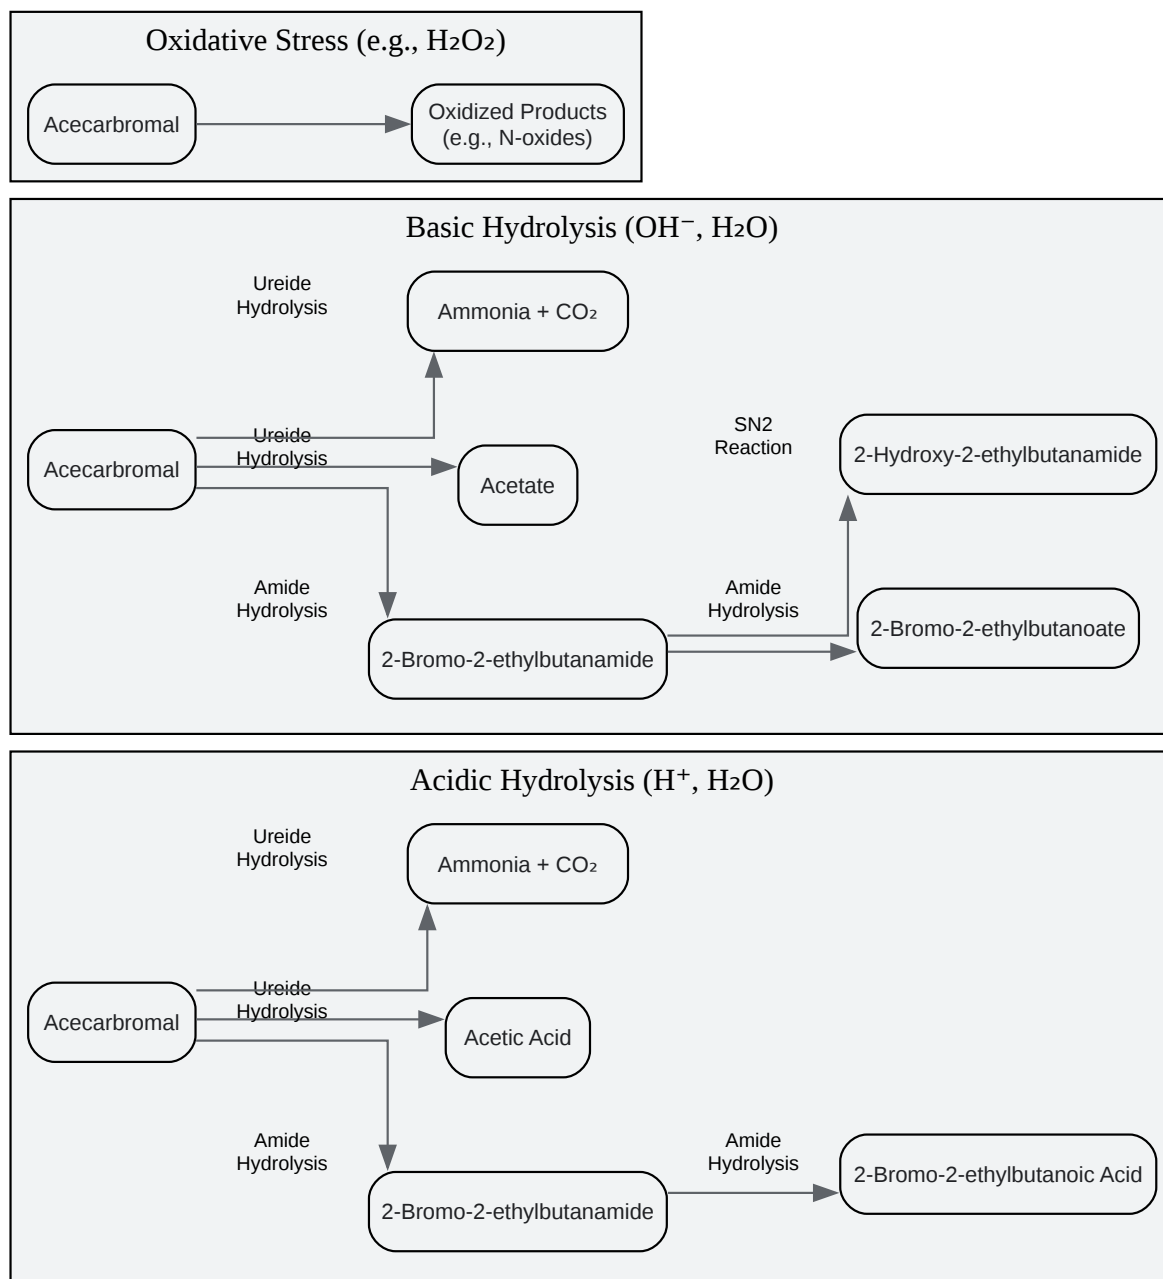 Oxidative Stress (e.g., H₂O₂)
Acecarbromal
Oxidized Products
(e.g., N-oxides)
Basic Hydrolysis (OH⁻, H₂O)
Ureide
Hydrolysis
Ammonia + CO₂
Acecarbromal
Ureide
Hydrolysis
Acetate
SN2
Reaction
2-Hydroxy-2-ethylbutanamide
Amide
Hydrolysis
2-Bromo-2-ethylbutanamide
Amide
Hydrolysis
2-Bromo-2-ethylbutanoate
Acidic Hydrolysis (H⁺, H₂O)
Ureide
Hydrolysis
Ammonia + CO₂
Acecarbromal
Ureide
Hydrolysis
Acetic Acid
Amide
Hydrolysis
2-Bromo-2-ethylbutanamide
Amide
Hydrolysis
2-Bromo-2-ethylbutanoic Acid